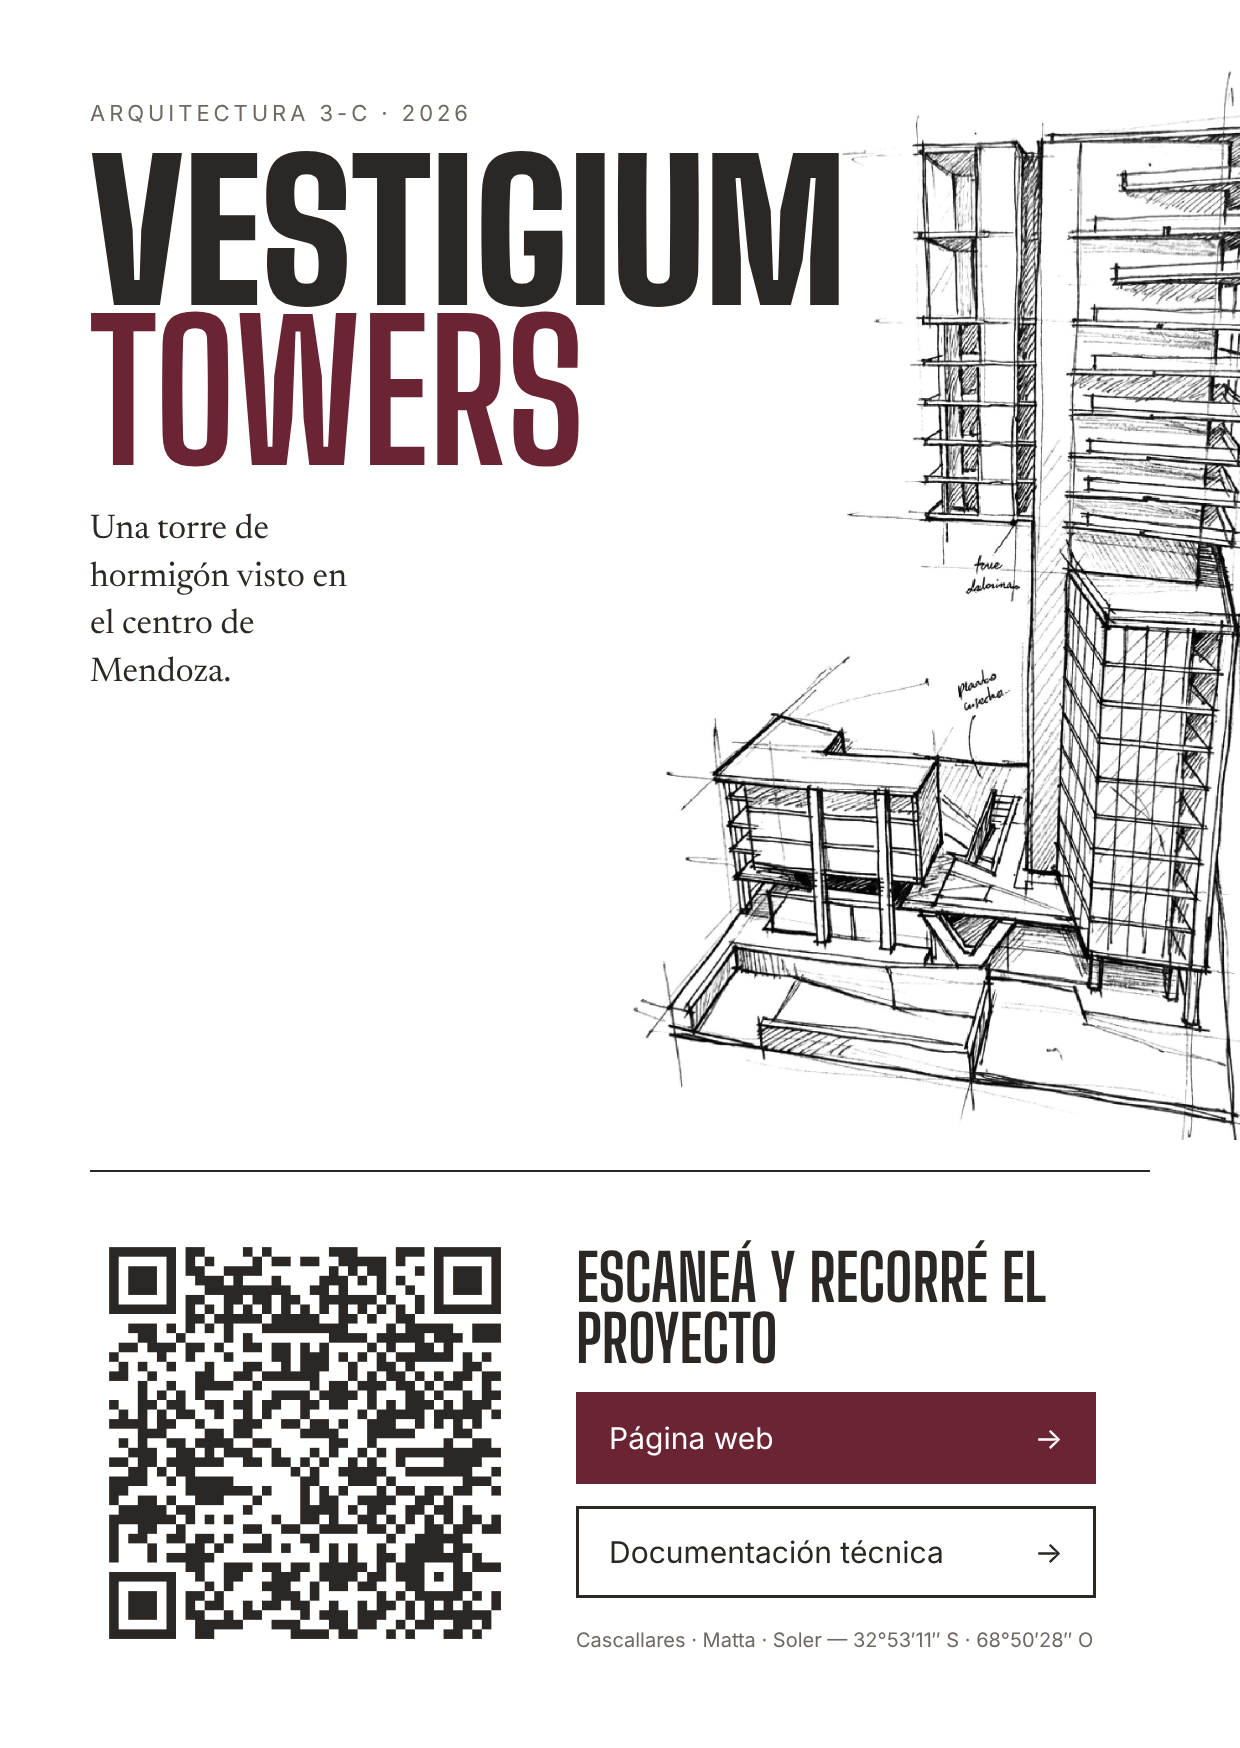 ARQUITECTURA 3-C · 2026
VESTIGIUM
TOWERS
Una torre de
hormigón visto en
el centro de
Mendoza.
ESCANEÁ Y RECORRÉ EL
PROYECTO
Página web →
Documentación técnica →
Cascallares · Matta · Soler — 32°53′11″ S · 68°50′28″ O